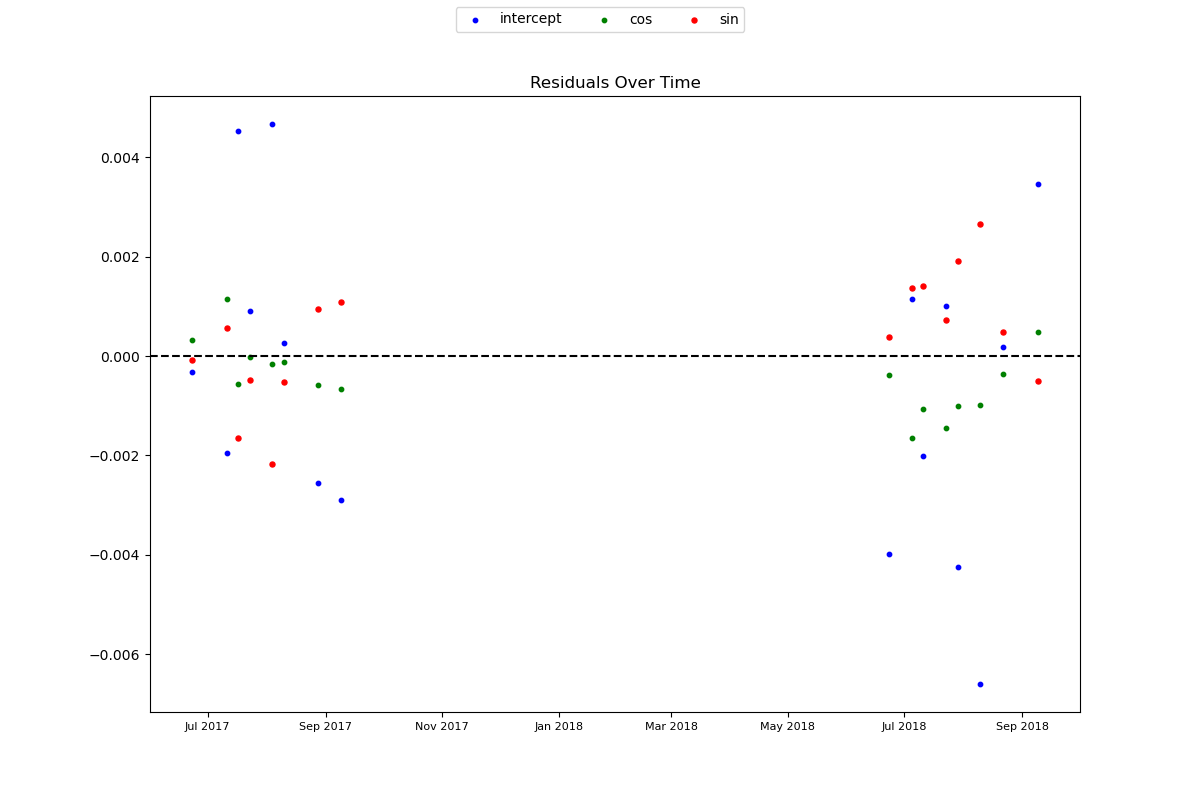 intercept cos sin
Residuals Over Time
0.004
0.002
0.000
−0.002
−0.004
−0.006
Jul 2017 Sep 2017 Nov 2017 Jan 2018 Mar 2018 May 2018 Jul 2018 Sep 2018